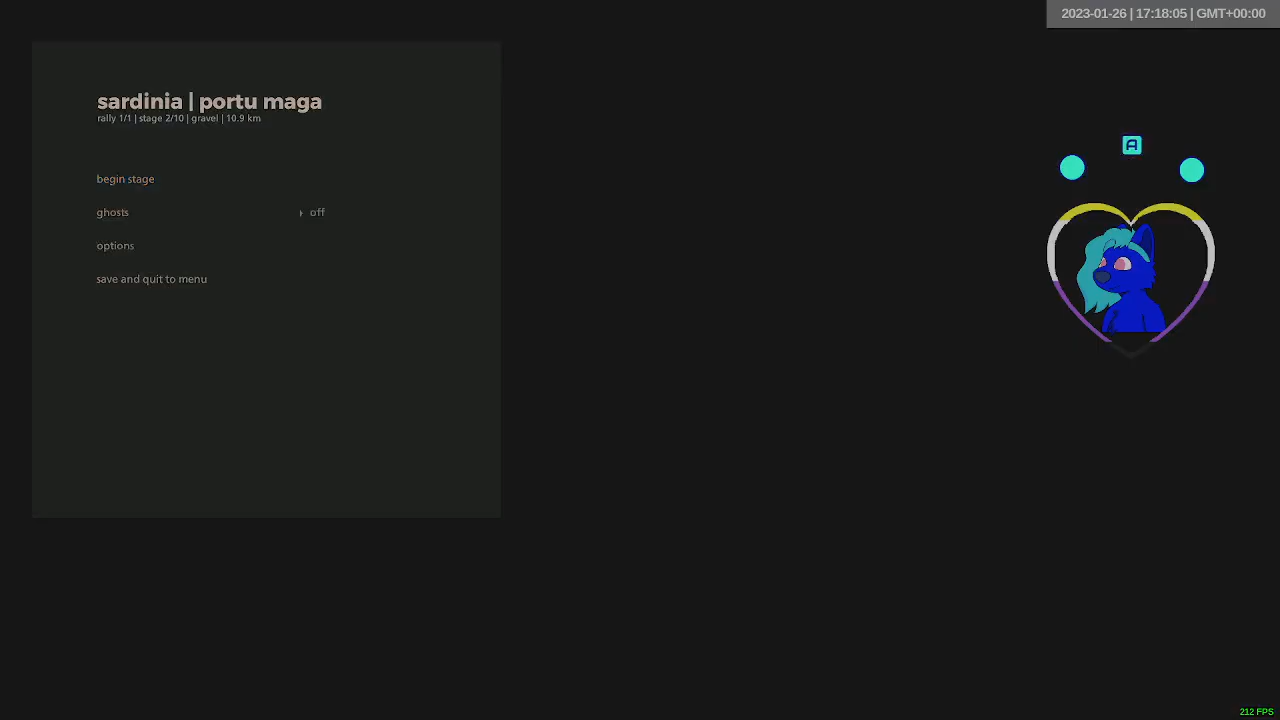 2023-01-26 | 17:18:05 | GMT+00:00
sardinia | portu maga
rally 1/1 | stage 2/10 | gravel | 10.9 km
A
begin stage
ghosts off
options
save and quit to menu
212 FPS